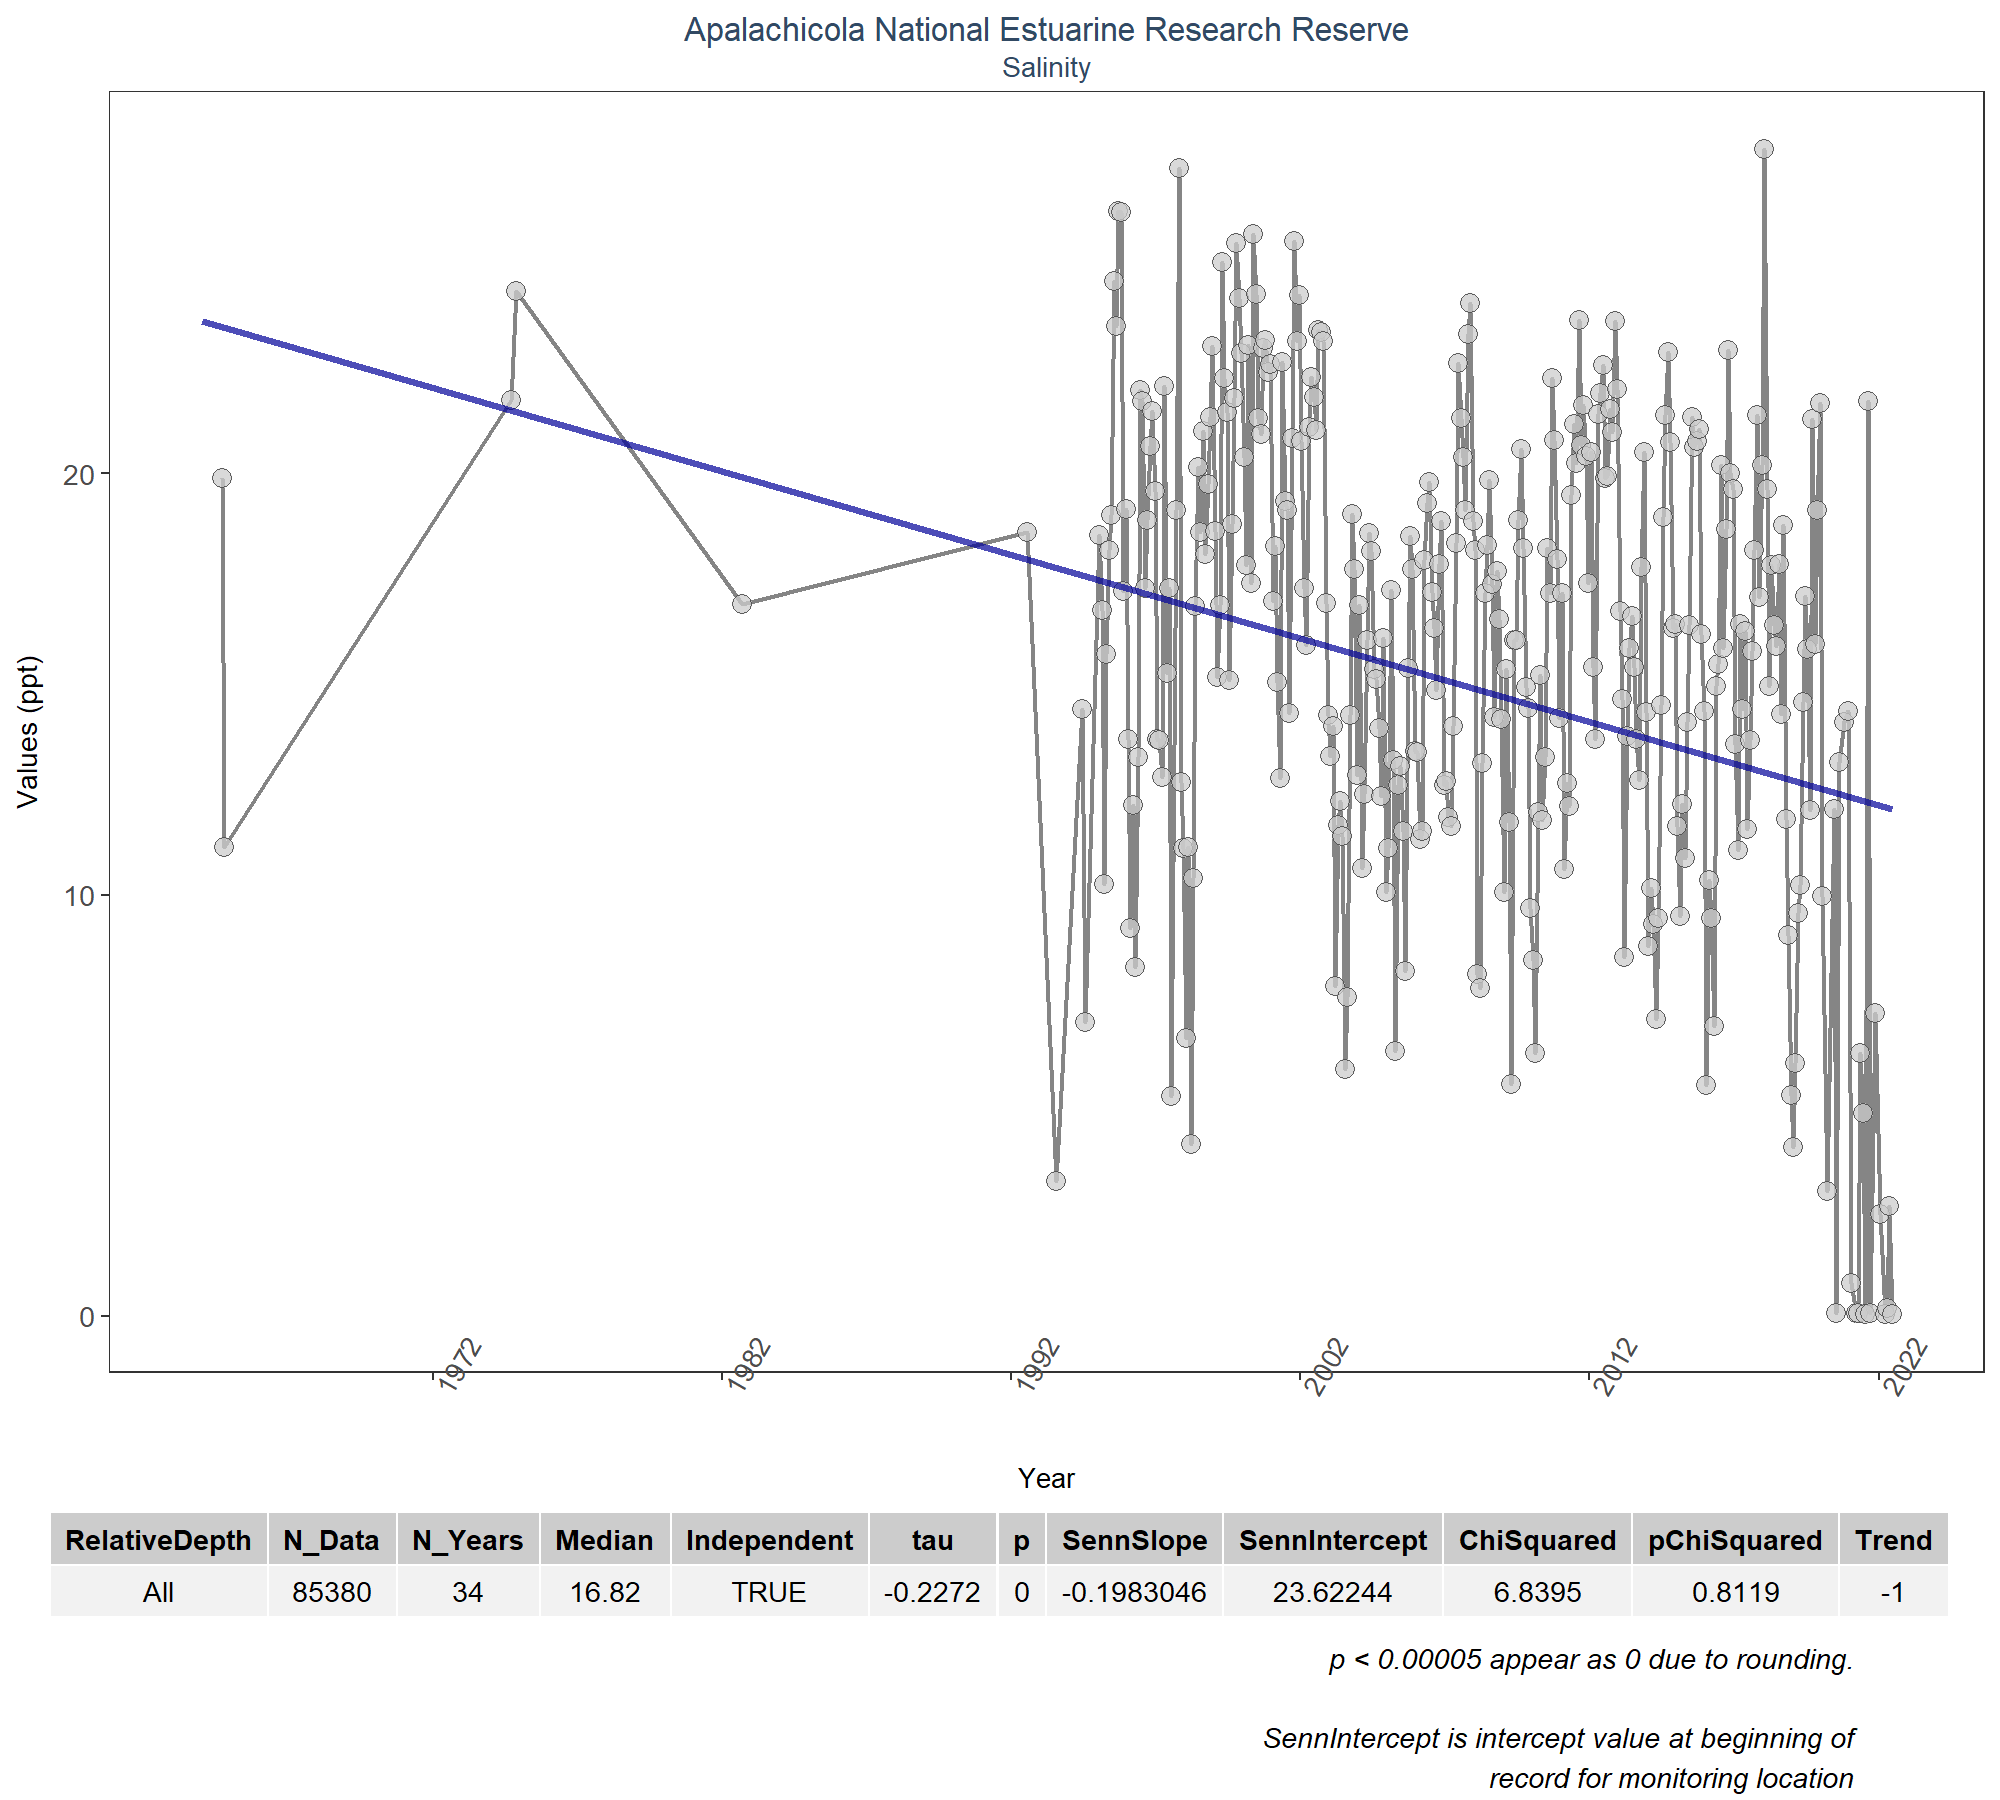 Apalachicola National Estuarine Research Reserve
Salinity
Values (ppt)
20
10
0
1972 1982 1992 2002 2012 2022
Year
RelativeDepth N_Data N_Years Median Independent tau p SennSlope SennIntercept ChiSquared pChiSquared Trend
All 85380 34 16.82 TRUE -0.2272 0 -0.1983046 23.62244 6.8395 0.8119 -1
p < 0.00005 appear as 0 due to rounding.
SennIntercept is intercept value at beginning of
record for monitoring location